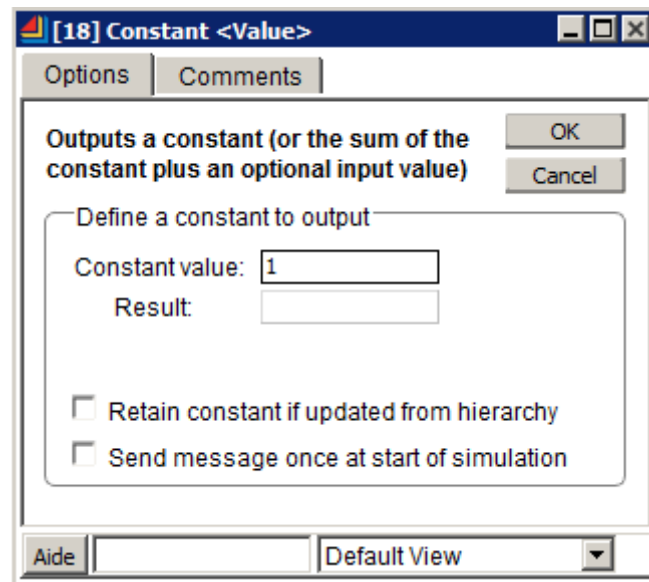 [18] Constant <Value>
Options Comments
Outputs a constant (or the sum of the
constant plus an optional input value)
OK
Cancel
Define a constant to output
Constant value: 1
Result:
Retain constant if updated from hierarchy
Send message once at start of simulation
Aide Default View